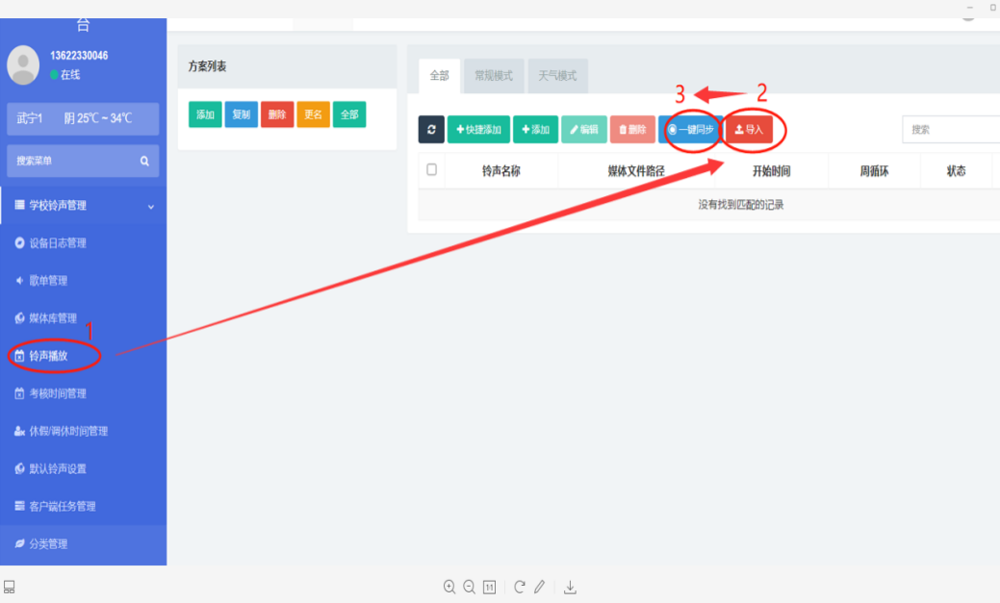 台
13622330046
在线
武宁1 阴 25℃ ~ 34℃
搜索菜单
学校铃声管理
设备日志管理
歌单管理
媒体库管理
1
铃声播放
考核时间管理
休假/调休时间管理
默认铃声设置
客户端任务管理
分类管理
方案列表
添加 复制 删除 更名 全部
全部 常规模式 天气模式
3 2
+快捷添加 +添加 编辑 删除 一键同步 导入 搜索
铃声名称 媒体文件路径 开始时间 周循环 状态
没有找到匹配的记录
1:1